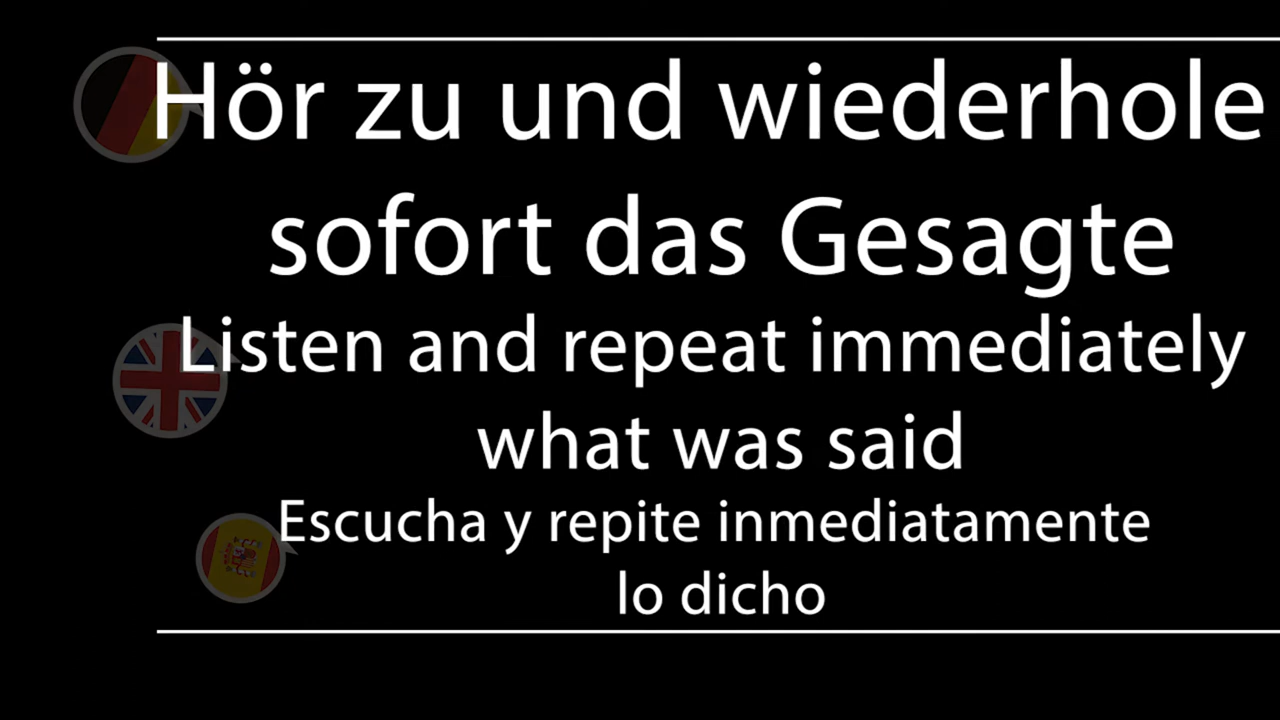 Hör zu und wiederhole
sofort das Gesagte
Listen and repeat immediately
what was said
Escucha y repite inmediatamente
lo dicho